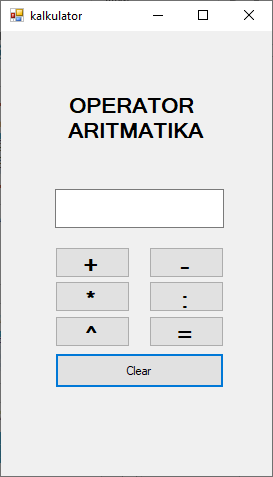 kalkulator
OPERATOR
ARITMATIKA
+ -
* :
^ =
Clear